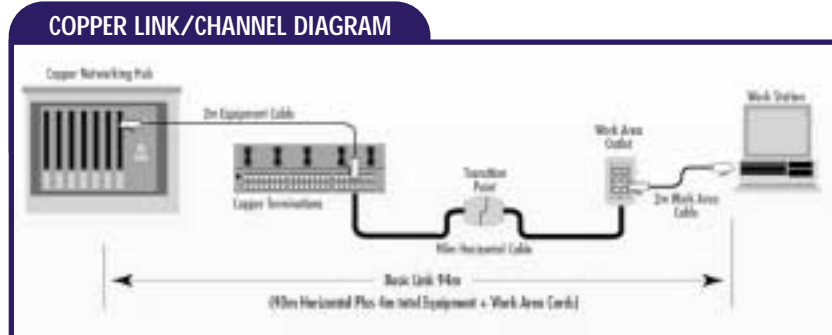 COPPER LINK/CHANNEL DIAGRAM
Copper Networking Hub
2m Equipment Cable
Copper Terminations
Transition
Point
90m Horizontal Cable
Work Area
Outlet
Work Station
2m Work Area
Cable
Basic Link 94m
(90m Horizontal Plus 4m total Equipment + Work Area Cords)